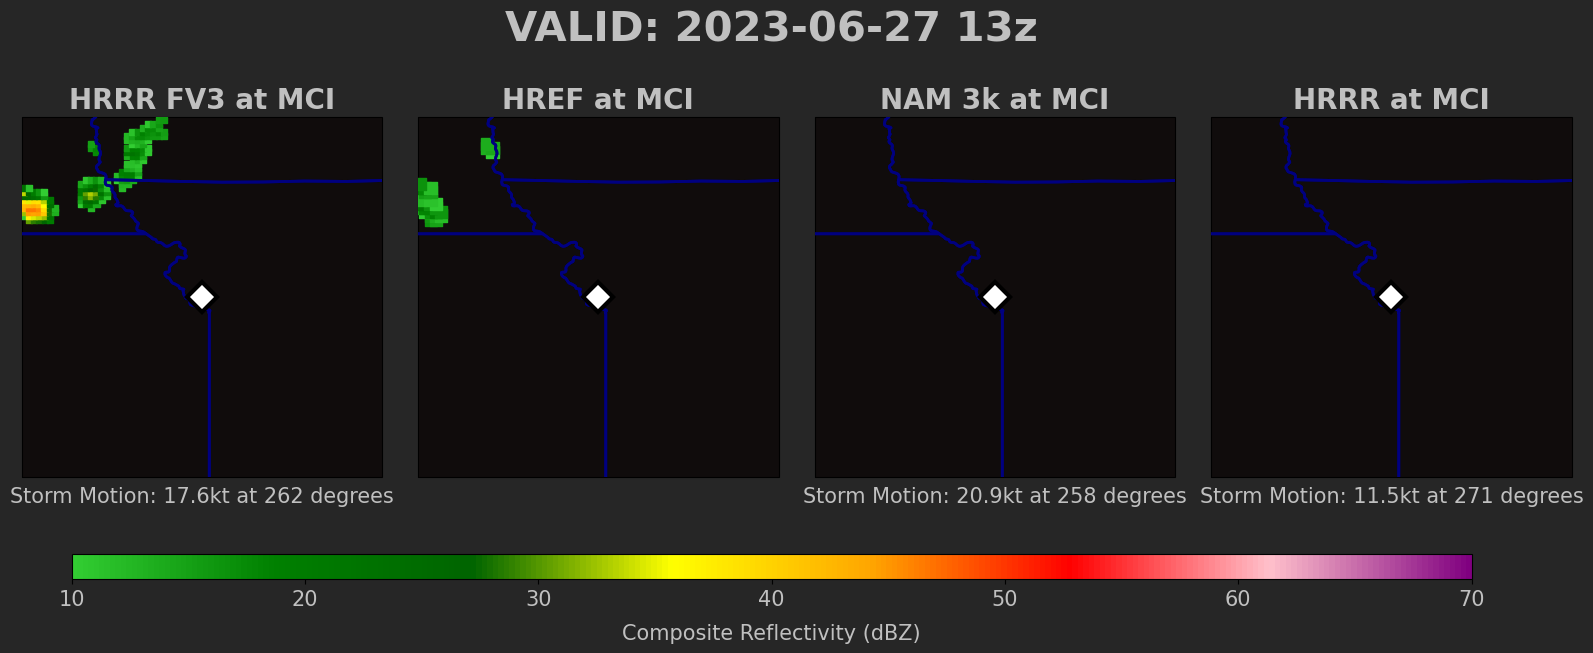 VALID: 2023-06-27 13z
HRRR FV3 at MCI
HREF at MCI
NAM 3k at MCI
HRRR at MCI
Storm Motion: 17.6kt at 262 degrees
Storm Motion: 20.9kt at 258 degrees
Storm Motion: 11.5kt at 271 degrees
10 20 30 40 50 60 70
Composite Reflectivity (dBZ)